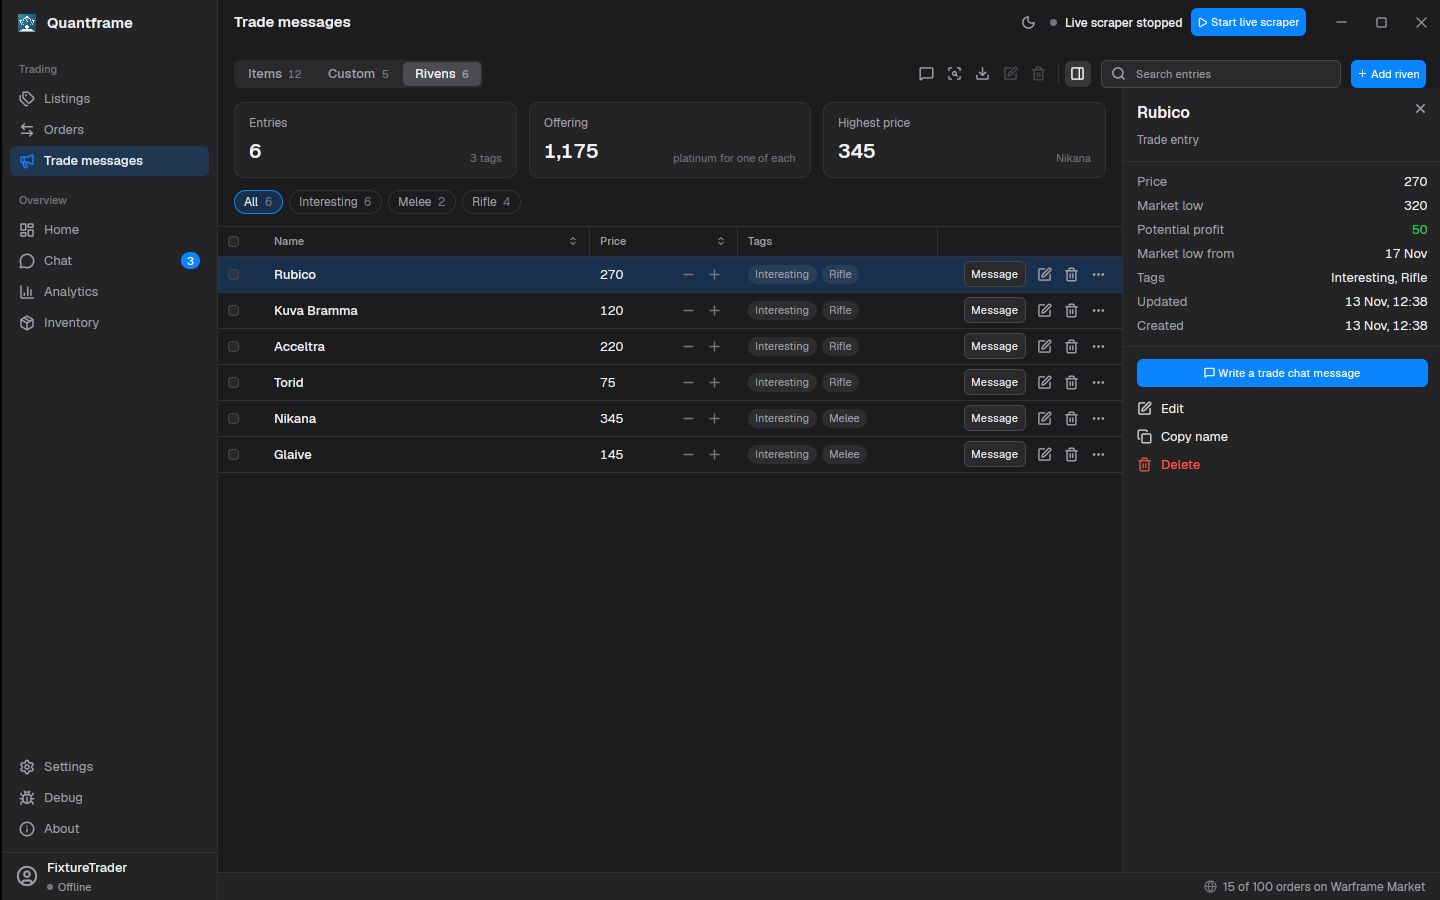 Quantframe
Trading
Listings
Orders
Trade messages
Overview
Home
Chat 3
Analytics
Inventory
Settings
Debug
About
FixtureTrader
Offline
Trade messages
Live scraper stopped
Start live scraper
Items 12
Custom 5
Rivens 6
Search entries
+ Add riven
Entries
6
3 tags
Offering
1,175
platinum for one of each
Highest price
345
Nikana
All 6
Interesting 6
Melee 2
Rifle 4
Name Price Tags
Rubico 270 Interesting Rifle Message
Kuva Bramma 120 Interesting Rifle Message
Acceltra 220 Interesting Rifle Message
Torid 75 Interesting Rifle Message
Nikana 345 Interesting Melee Message
Glaive 145 Interesting Melee Message
Rubico
Trade entry
Price 270
Market low 320
Potential profit 50
Market low from 17 Nov
Tags Interesting, Rifle
Updated 13 Nov, 12:38
Created 13 Nov, 12:38
Write a trade chat message
Edit
Copy name
Delete
15 of 100 orders on Warframe Market